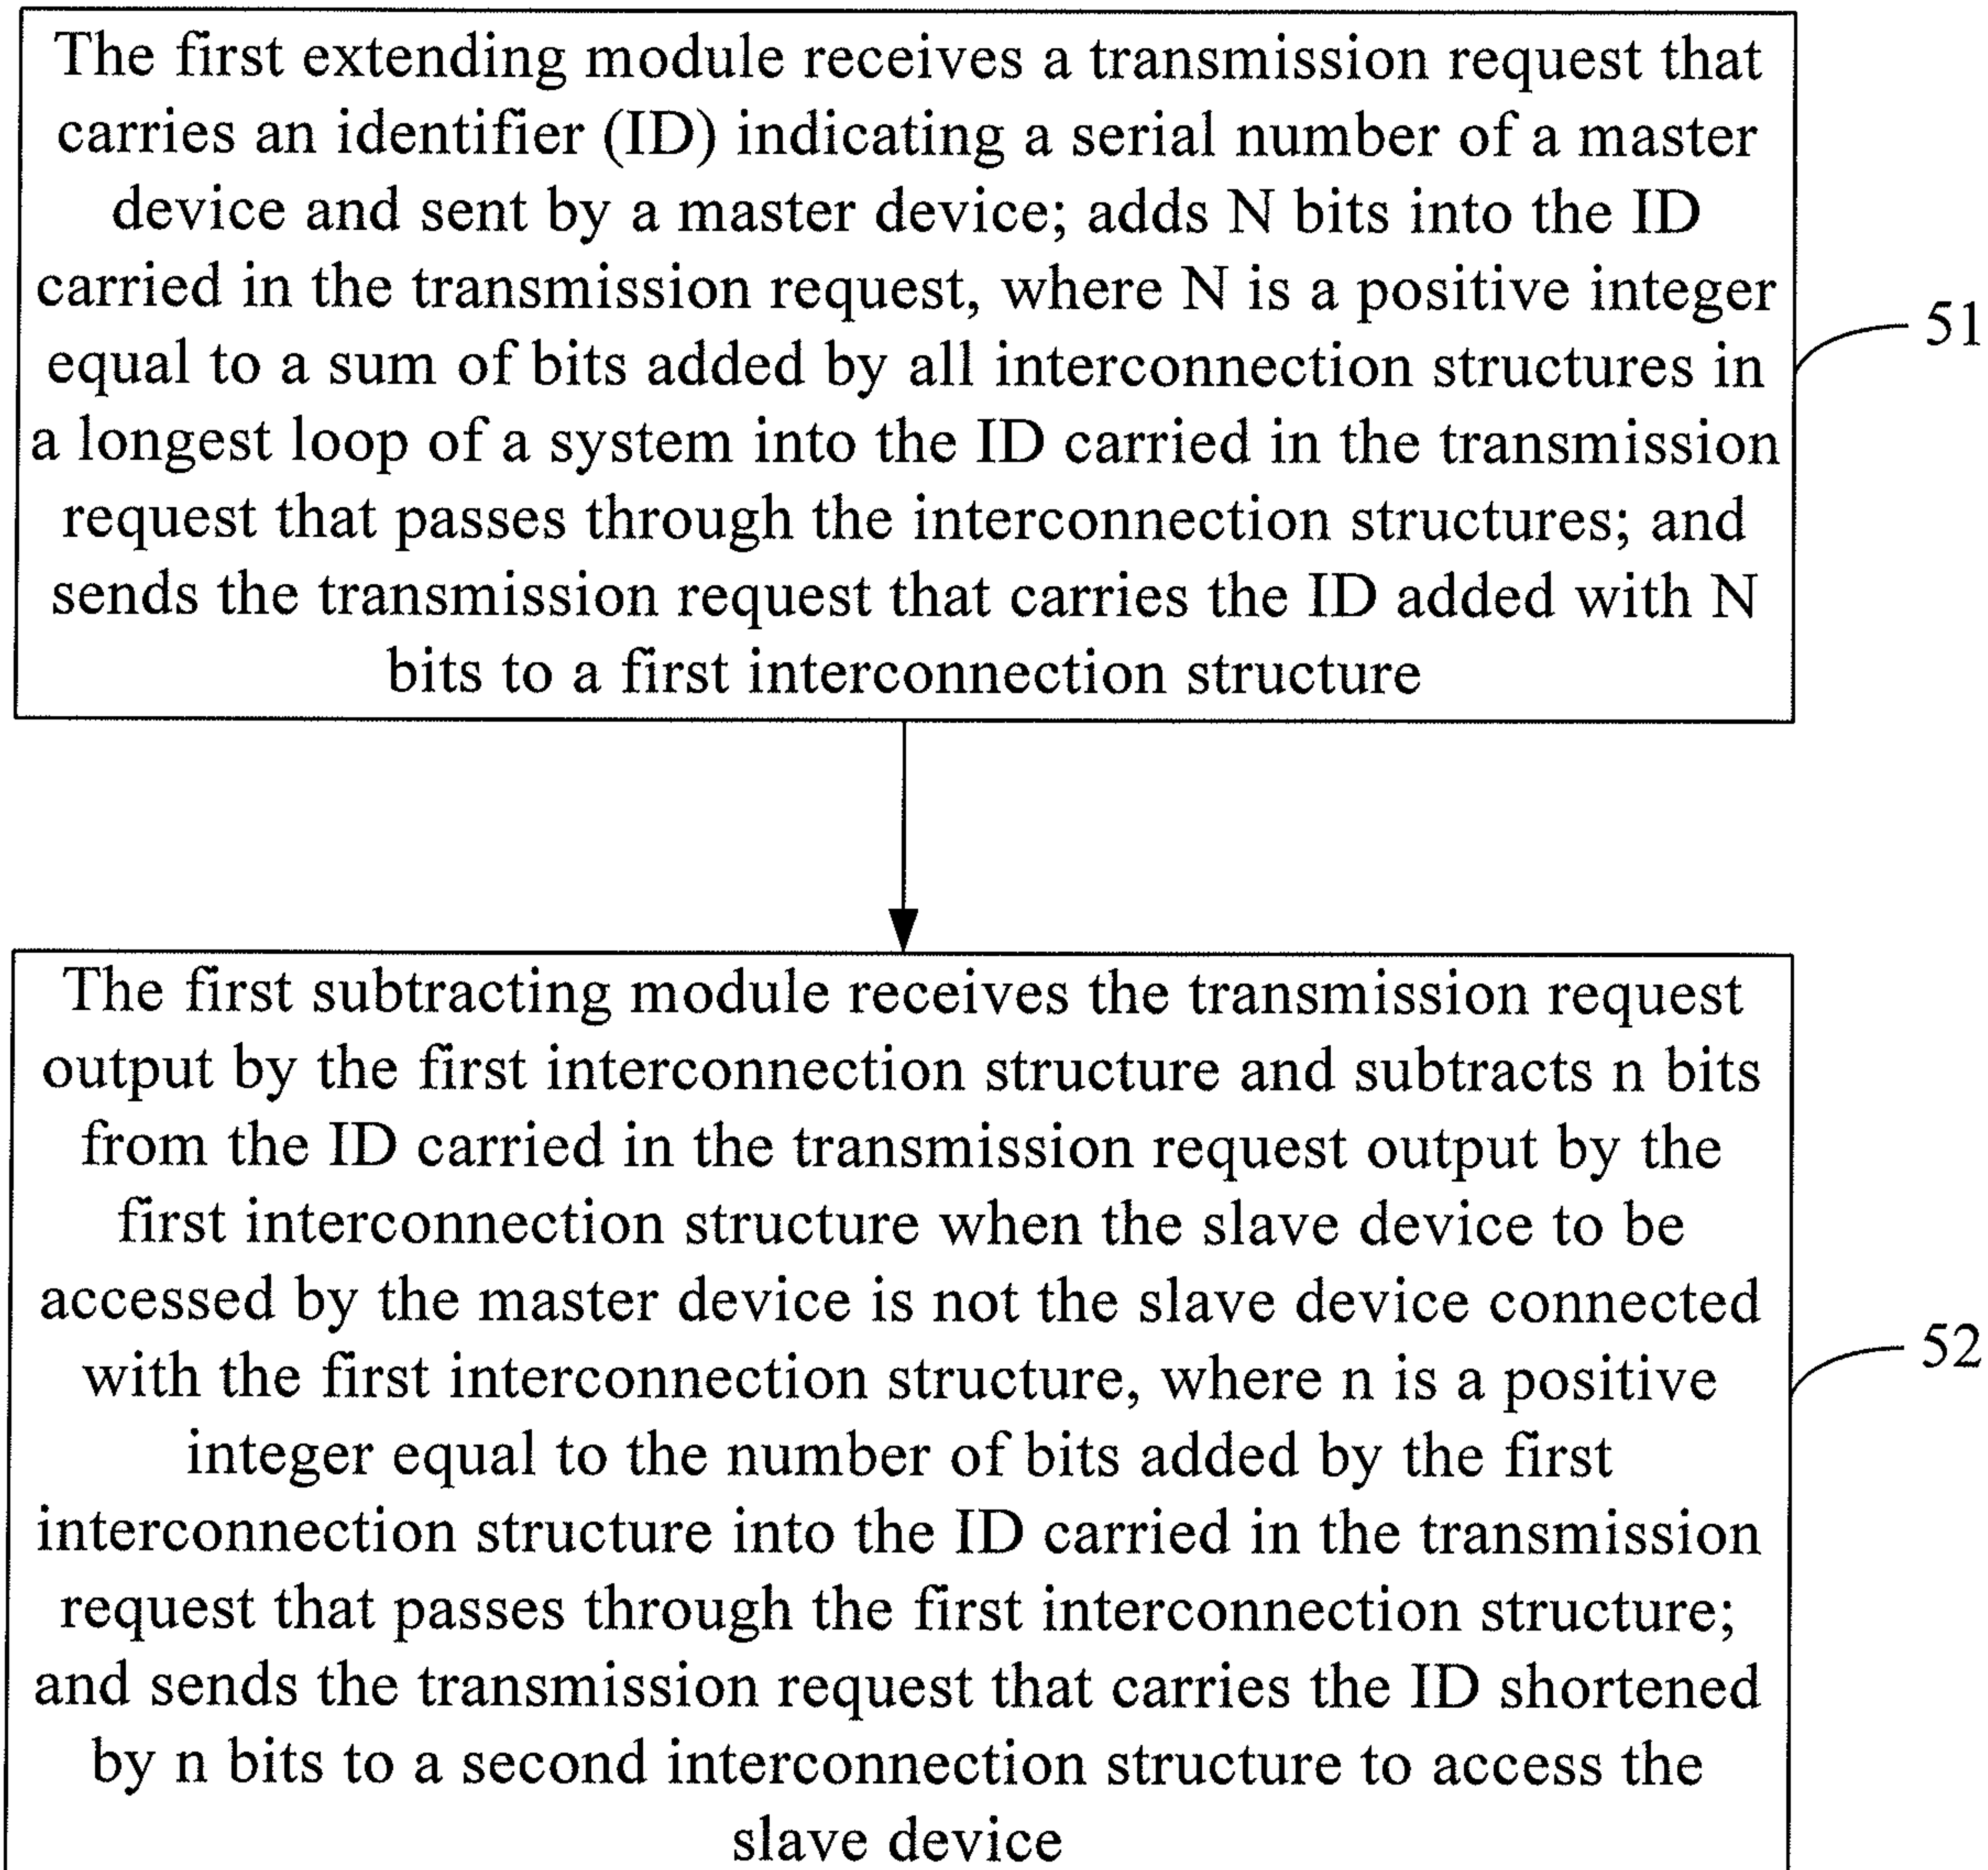 The first extending module receives a transmission request that
carries an identifier (ID) indicating a serial number of a master
device and sent by a master device; adds N bits into the ID
carried in the transmission request, where N is a positive integer
equal to a sum of bits added by all interconnection structures in
a longest loop of a system into the ID carried in the transmission
request that passes through the interconnection structures; and
sends the transmission request that carries the ID added with N
bits to a first interconnection structure
51
The first subtracting module receives the transmission request
output by the first interconnection structure and subtracts n bits
from the ID carried in the transmission request output by the
first interconnection structure when the slave device to be
accessed by the master device is not the slave device connected
with the first interconnection structure, where n is a positive
integer equal to the number of bits added by the first
interconnection structure into the ID carried in the transmission
request that passes through the first interconnection structure;
and sends the transmission request that carries the ID shortened
by n bits to a second interconnection structure to access the
slave device
52